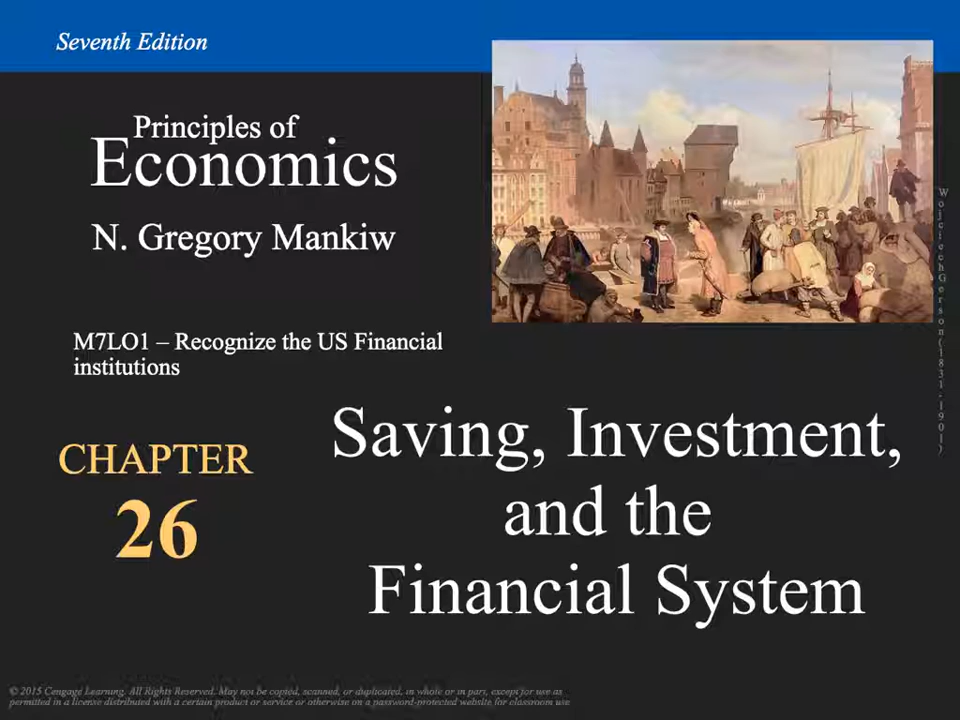 Seventh Edition
Principles of
Economics
N. Gregory Mankiw
Wojciech Gerson (1831-1901)
M7LO1 – Recognize the US Financial
institutions
CHAPTER
26
Saving, Investment,
and the
Financial System
© 2015 Cengage Learning. All Rights Reserved. May not be copied, scanned, or duplicated, in whole or in part, except for use as
permitted in a license distributed with a certain product or service or otherwise on a password-protected website for classroom use